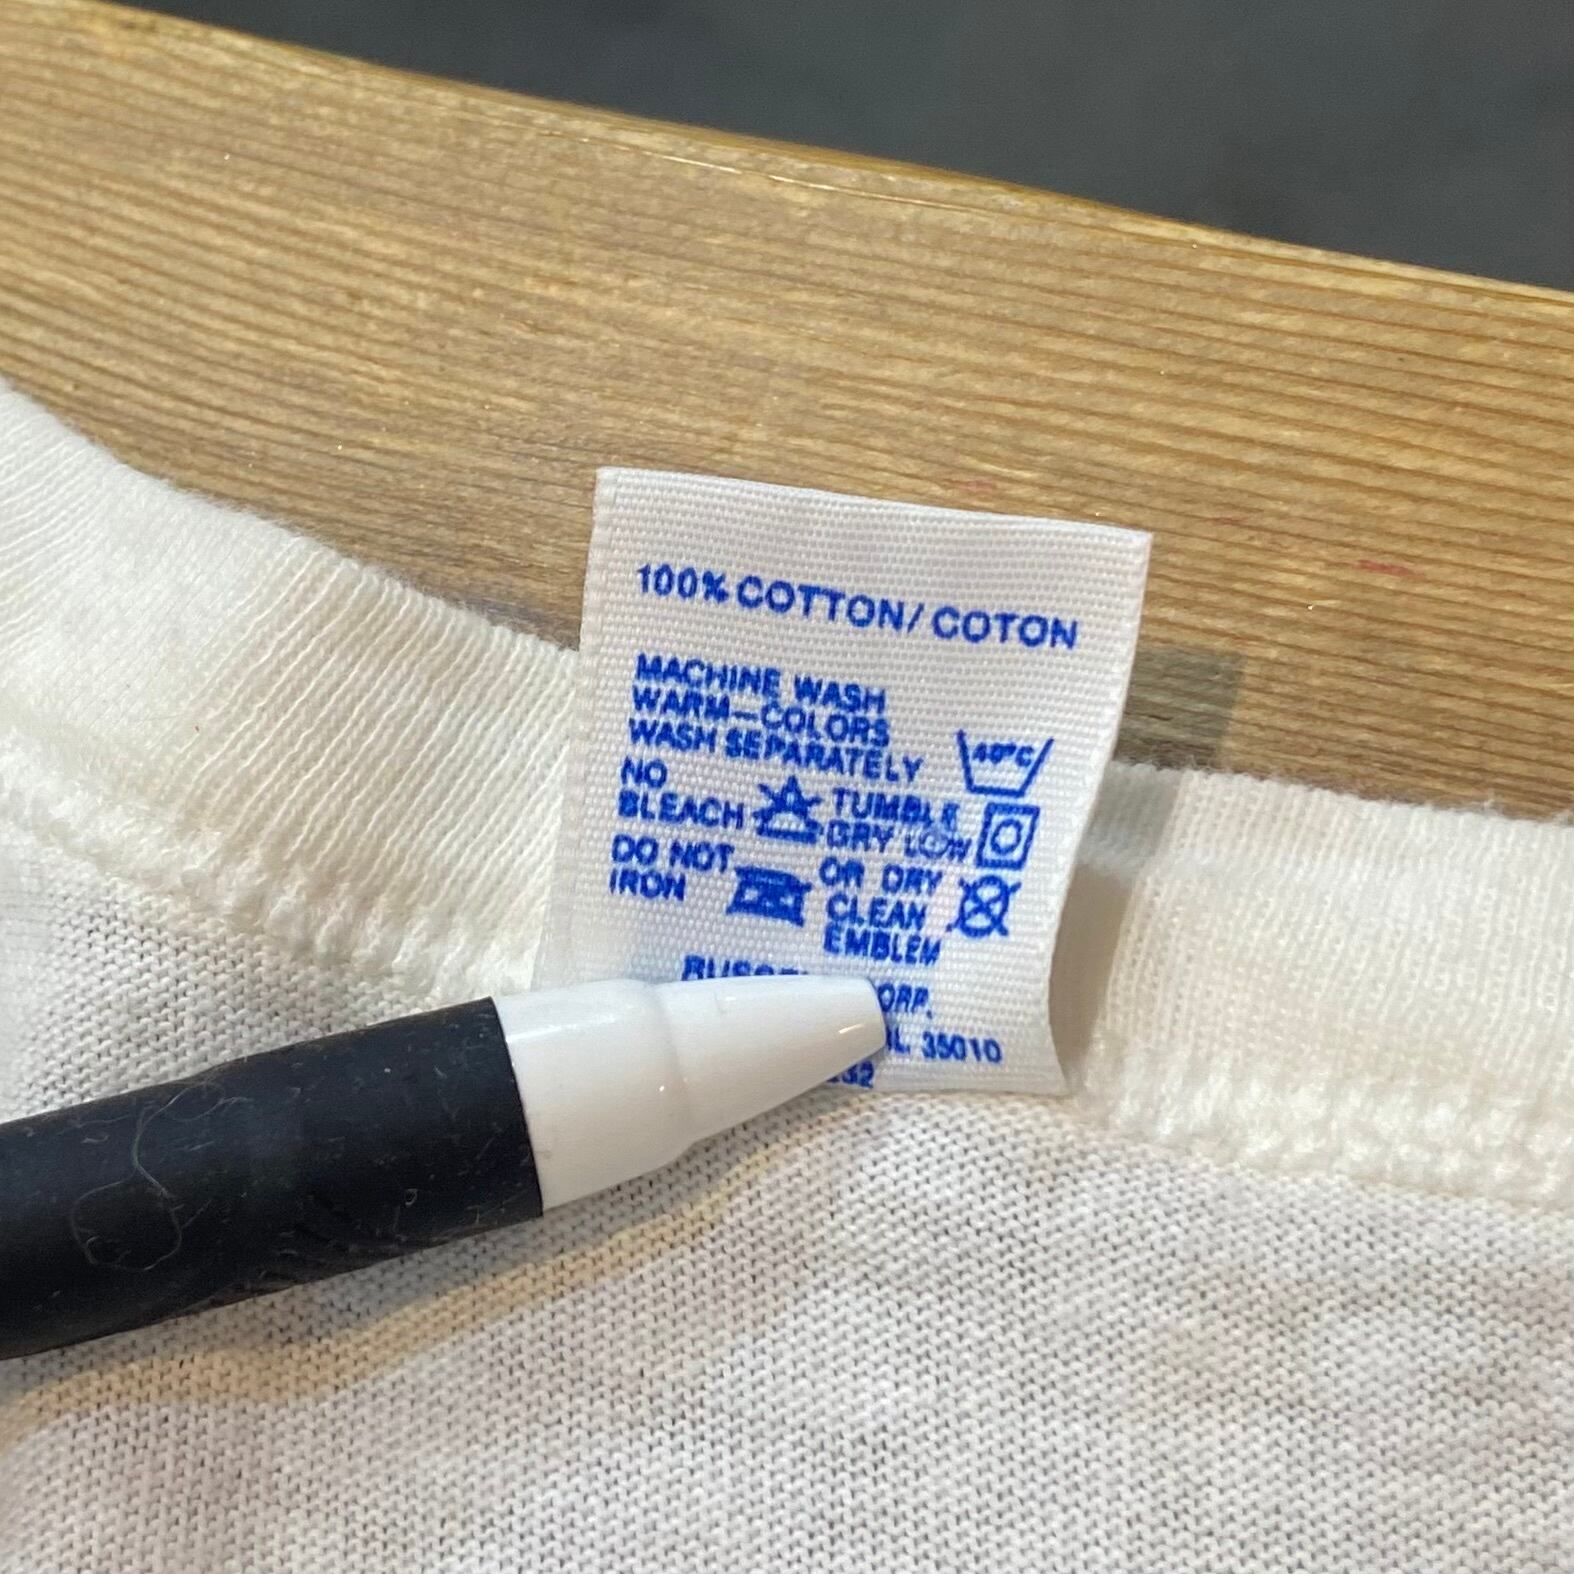 100% COTTON/COTON
MACHINE WASH
WARM—COLORS
WASH SEPARATELY
40°C
NO
BLEACH
TUMBLE
DRY LOW
DO NOT
IRON
OR DRY
CLEAN
EMBLEM
35010